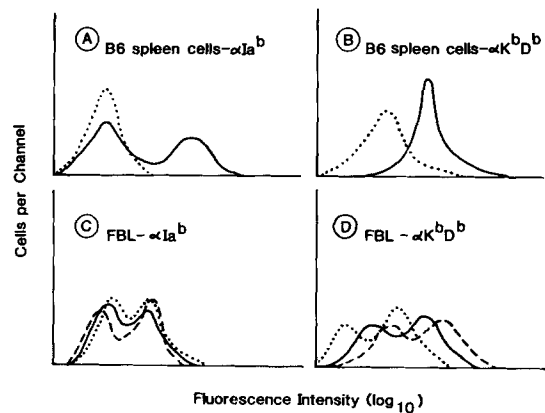 Ⓐ B6 spleen cells-αIaᵇ
Ⓑ B6 spleen cells-αKᵇDᵇ
Ⓒ FBL-αIaᵇ
Ⓓ FBL-αKᵇDᵇ
Cells per Channel
Fluorescence Intensity (log₁₀)